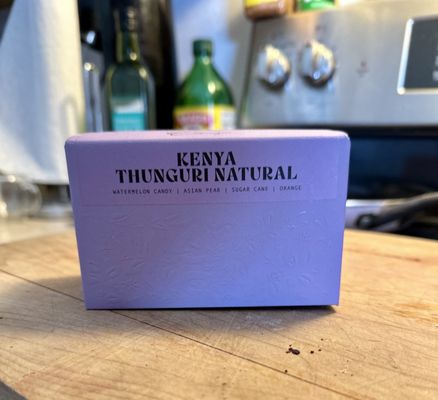 KENYA
THUNGURI NATURAL
WATERMELON CANDY | ASIAN PEAR | SUGAR CANE | ORANGE